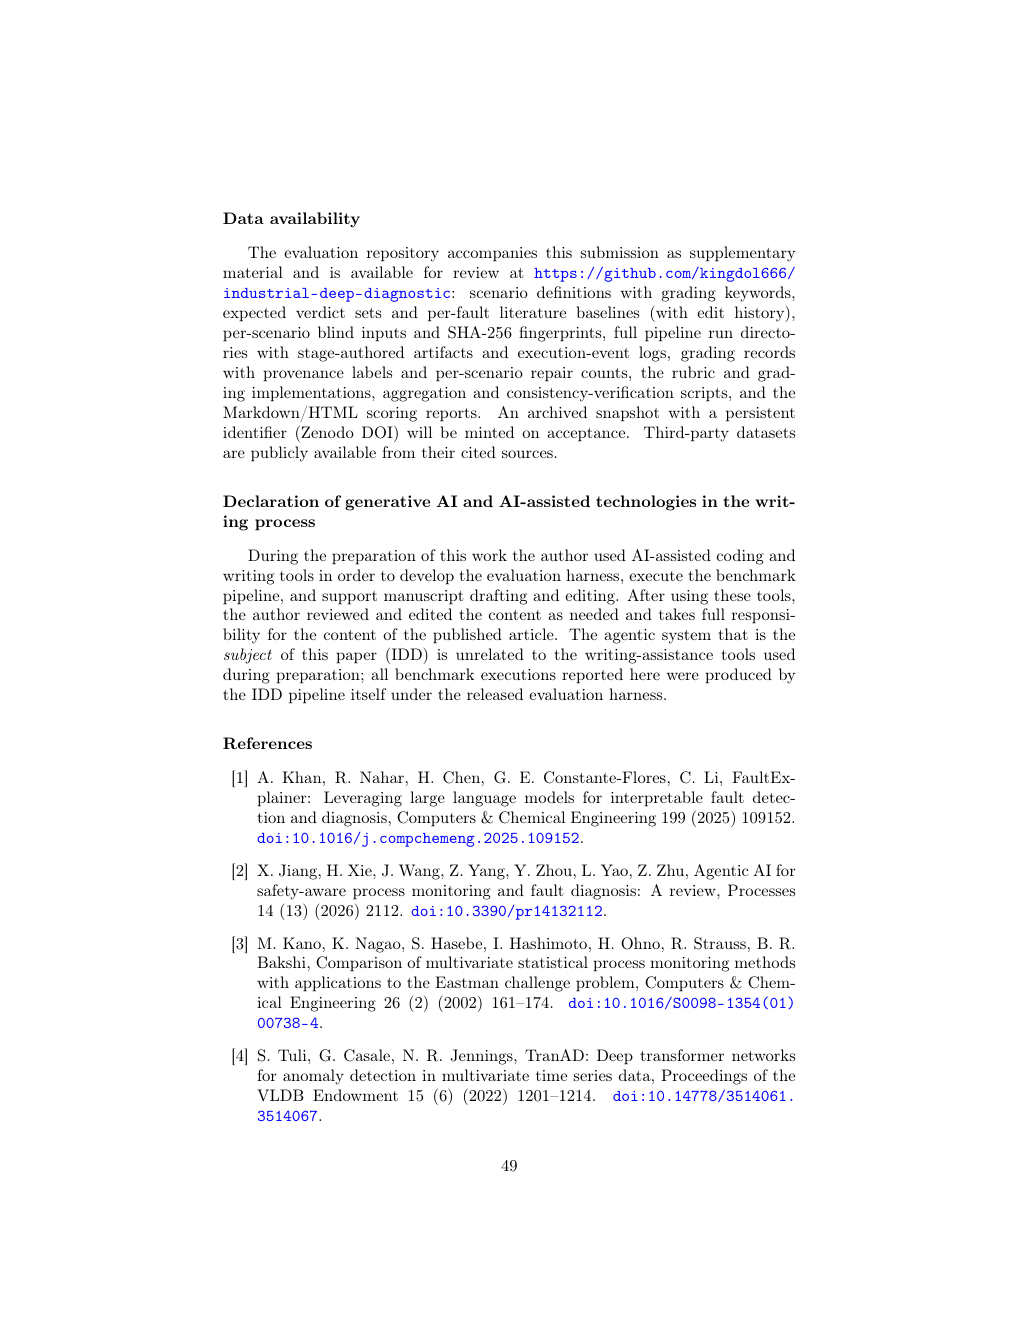 Data availability
The evaluation repository accompanies this submission as supplementary
material and is available for review at https://github.com/kingdol666/
industrial-deep-diagnostic: scenario definitions with grading keywords,
expected verdict sets and per-fault literature baselines (with edit history),
per-scenario blind inputs and SHA-256 fingerprints, full pipeline run directo-
ries with stage-authored artifacts and execution-event logs, grading records
with provenance labels and per-scenario repair counts, the rubric and grad-
ing implementations, aggregation and consistency-verification scripts, and the
Markdown/HTML scoring reports. An archived snapshot with a persistent
identifier (Zenodo DOI) will be minted on acceptance. Third-party datasets
are publicly available from their cited sources.
Declaration of generative AI and AI-assisted technologies in the writ-
ing process
During the preparation of this work the author used AI-assisted coding and
writing tools in order to develop the evaluation harness, execute the benchmark
pipeline, and support manuscript drafting and editing. After using these tools,
the author reviewed and edited the content as needed and takes full responsi-
bility for the content of the published article. The agentic system that is the
subject of this paper (IDD) is unrelated to the writing-assistance tools used
during preparation; all benchmark executions reported here were produced by
the IDD pipeline itself under the released evaluation harness.
References
[1] A. Khan, R. Nahar, H. Chen, G. E. Constante-Flores, C. Li, FaultEx-
plainer: Leveraging large language models for interpretable fault detec-
tion and diagnosis, Computers & Chemical Engineering 199 (2025) 109152.
doi:10.1016/j.compchemeng.2025.109152.
[2] X. Jiang, H. Xie, J. Wang, Z. Yang, Y. Zhou, L. Yao, Z. Zhu, Agentic AI for
safety-aware process monitoring and fault diagnosis: A review, Processes
14 (13) (2026) 2112. doi:10.3390/pr14132112.
[3] M. Kano, K. Nagao, S. Hasebe, I. Hashimoto, H. Ohno, R. Strauss, B. R.
Bakshi, Comparison of multivariate statistical process monitoring methods
with applications to the Eastman challenge problem, Computers & Chem-
ical Engineering 26 (2) (2002) 161–174. doi:10.1016/S0098-1354(01)
00738-4.
[4] S. Tuli, G. Casale, N. R. Jennings, TranAD: Deep transformer networks
for anomaly detection in multivariate time series data, Proceedings of the
VLDB Endowment 15 (6) (2022) 1201–1214. doi:10.14778/3514061.
3514067.
49